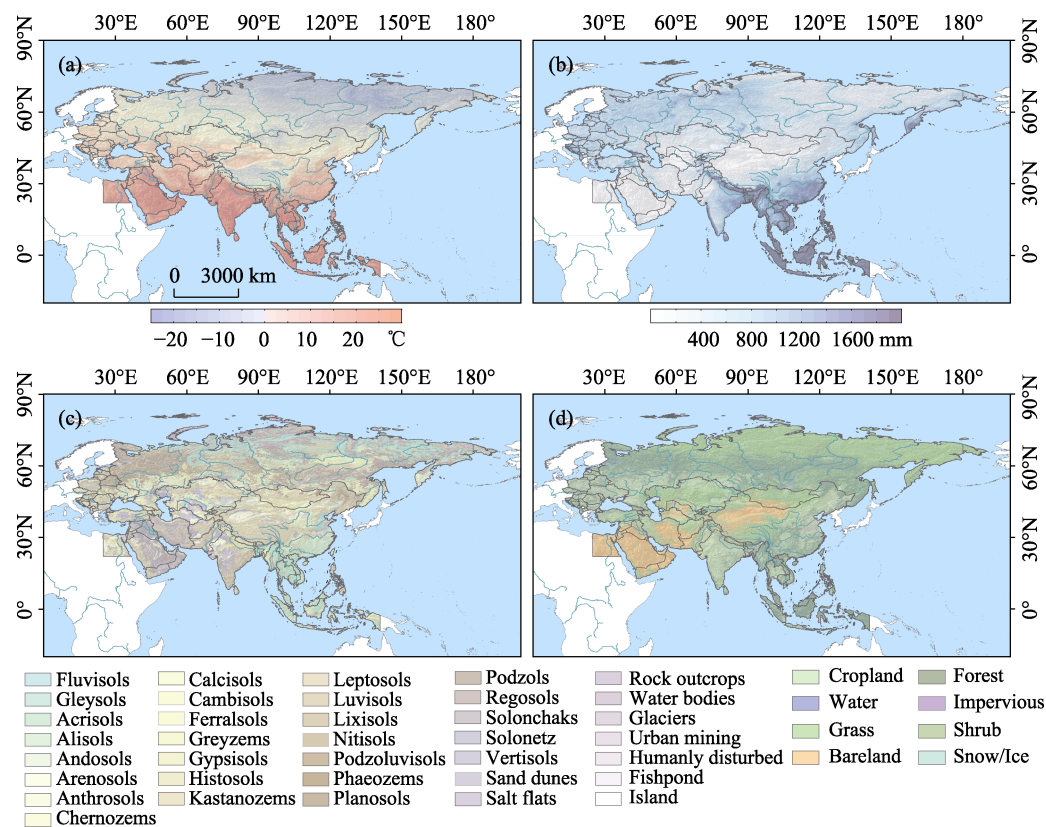 30°E 60°E 90°E 120°E 150°E 180° 30°E 60°E 90°E 120°E 150°E 180°
90°N 90°N
(a) (b)
60°N 60°N
30°N 30°N
0° 0°
0 3000 km
−20 −10 0 10 20 ℃ 400 800 1200 1600 mm
30°E 60°E 90°E 120°E 150°E 180° 30°E 60°E 90°E 120°E 150°E 180°
90°N 90°N
(c) (d)
60°N 60°N
30°N 30°N
0° 0°
Fluvisols
Gleysols
Acrisols
Alisols
Andosols
Arenosols
Anthrosols
Chernozems
Calcisols
Cambisols
Ferralsols
Greyzems
Gypsisols
Histosols
Kastanozems
Leptosols
Luvisols
Lixisols
Nitisols
Podzoluvisols
Phaeozems
Planosols
Podzols
Regosols
Solonchaks
Solonetz
Vertisols
Sand dunes
Salt flats
Rock outcrops
Water bodies
Glaciers
Urban mining
Humanly disturbed
Fishpond
Island
Cropland
Water
Grass
Bareland
Forest
Impervious
Shrub
Snow/Ice